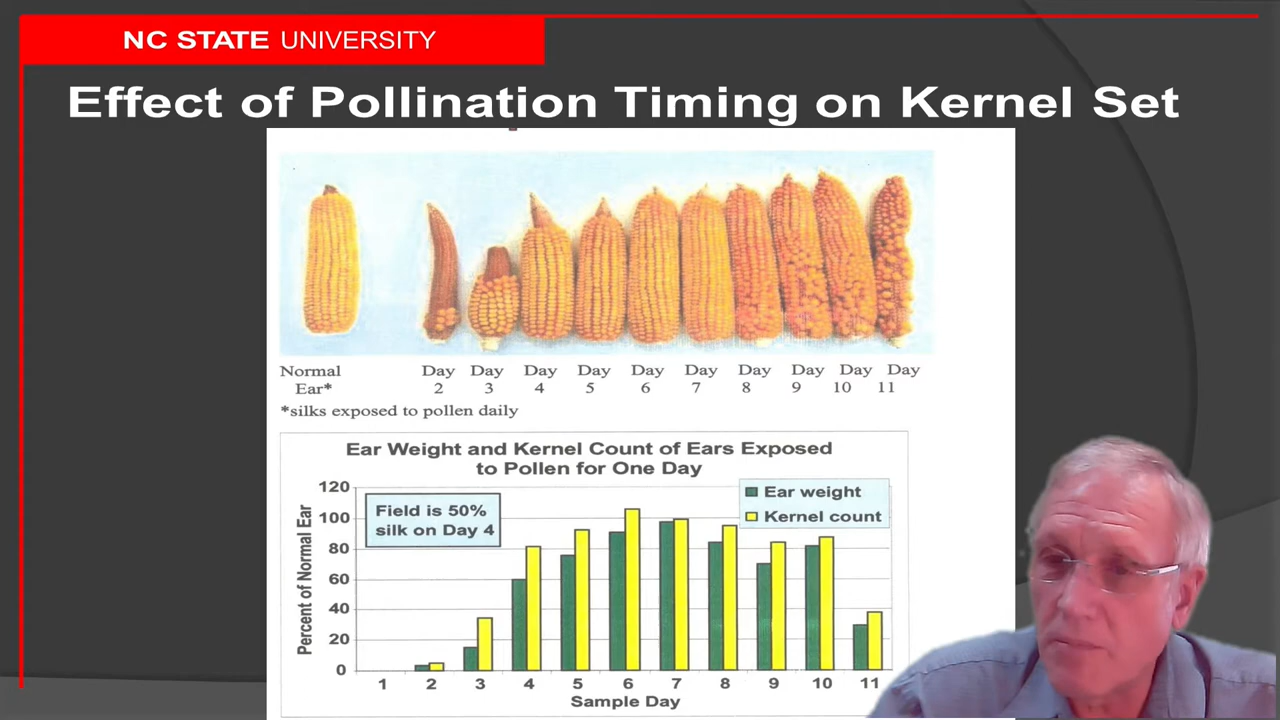 NC STATE UNIVERSITY
Effect of Pollination Timing on Kernel Set
Normal Day Day Day Day Day Day Day Day Day Day
Ear* 2 3 4 5 6 7 8 9 10 11
*silks exposed to pollen daily
Ear Weight and Kernel Count of Ears Exposed
to Pollen for One Day
Field is 50%
silk on Day 4
Ear weight
Kernel count
Percent of Normal Ear
120
100
80
60
40
20
0
1 2 3 4 5 6 7 8 9 10 11
Sample Day